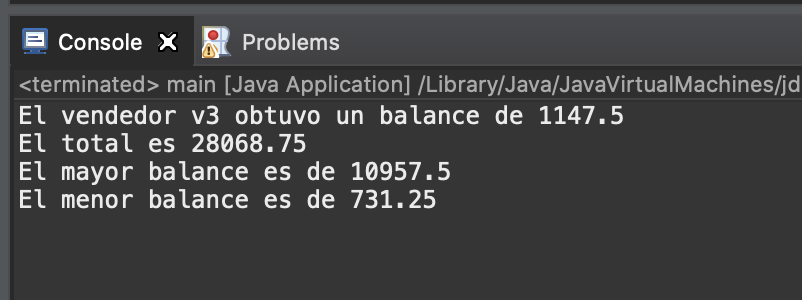 Console Problems
<terminated> main [Java Application] /Library/Java/JavaVirtualMachines/jd
El vendedor v3 obtuvo un balance de 1147.5
El total es 28068.75
El mayor balance es de 10957.5
El menor balance es de 731.25